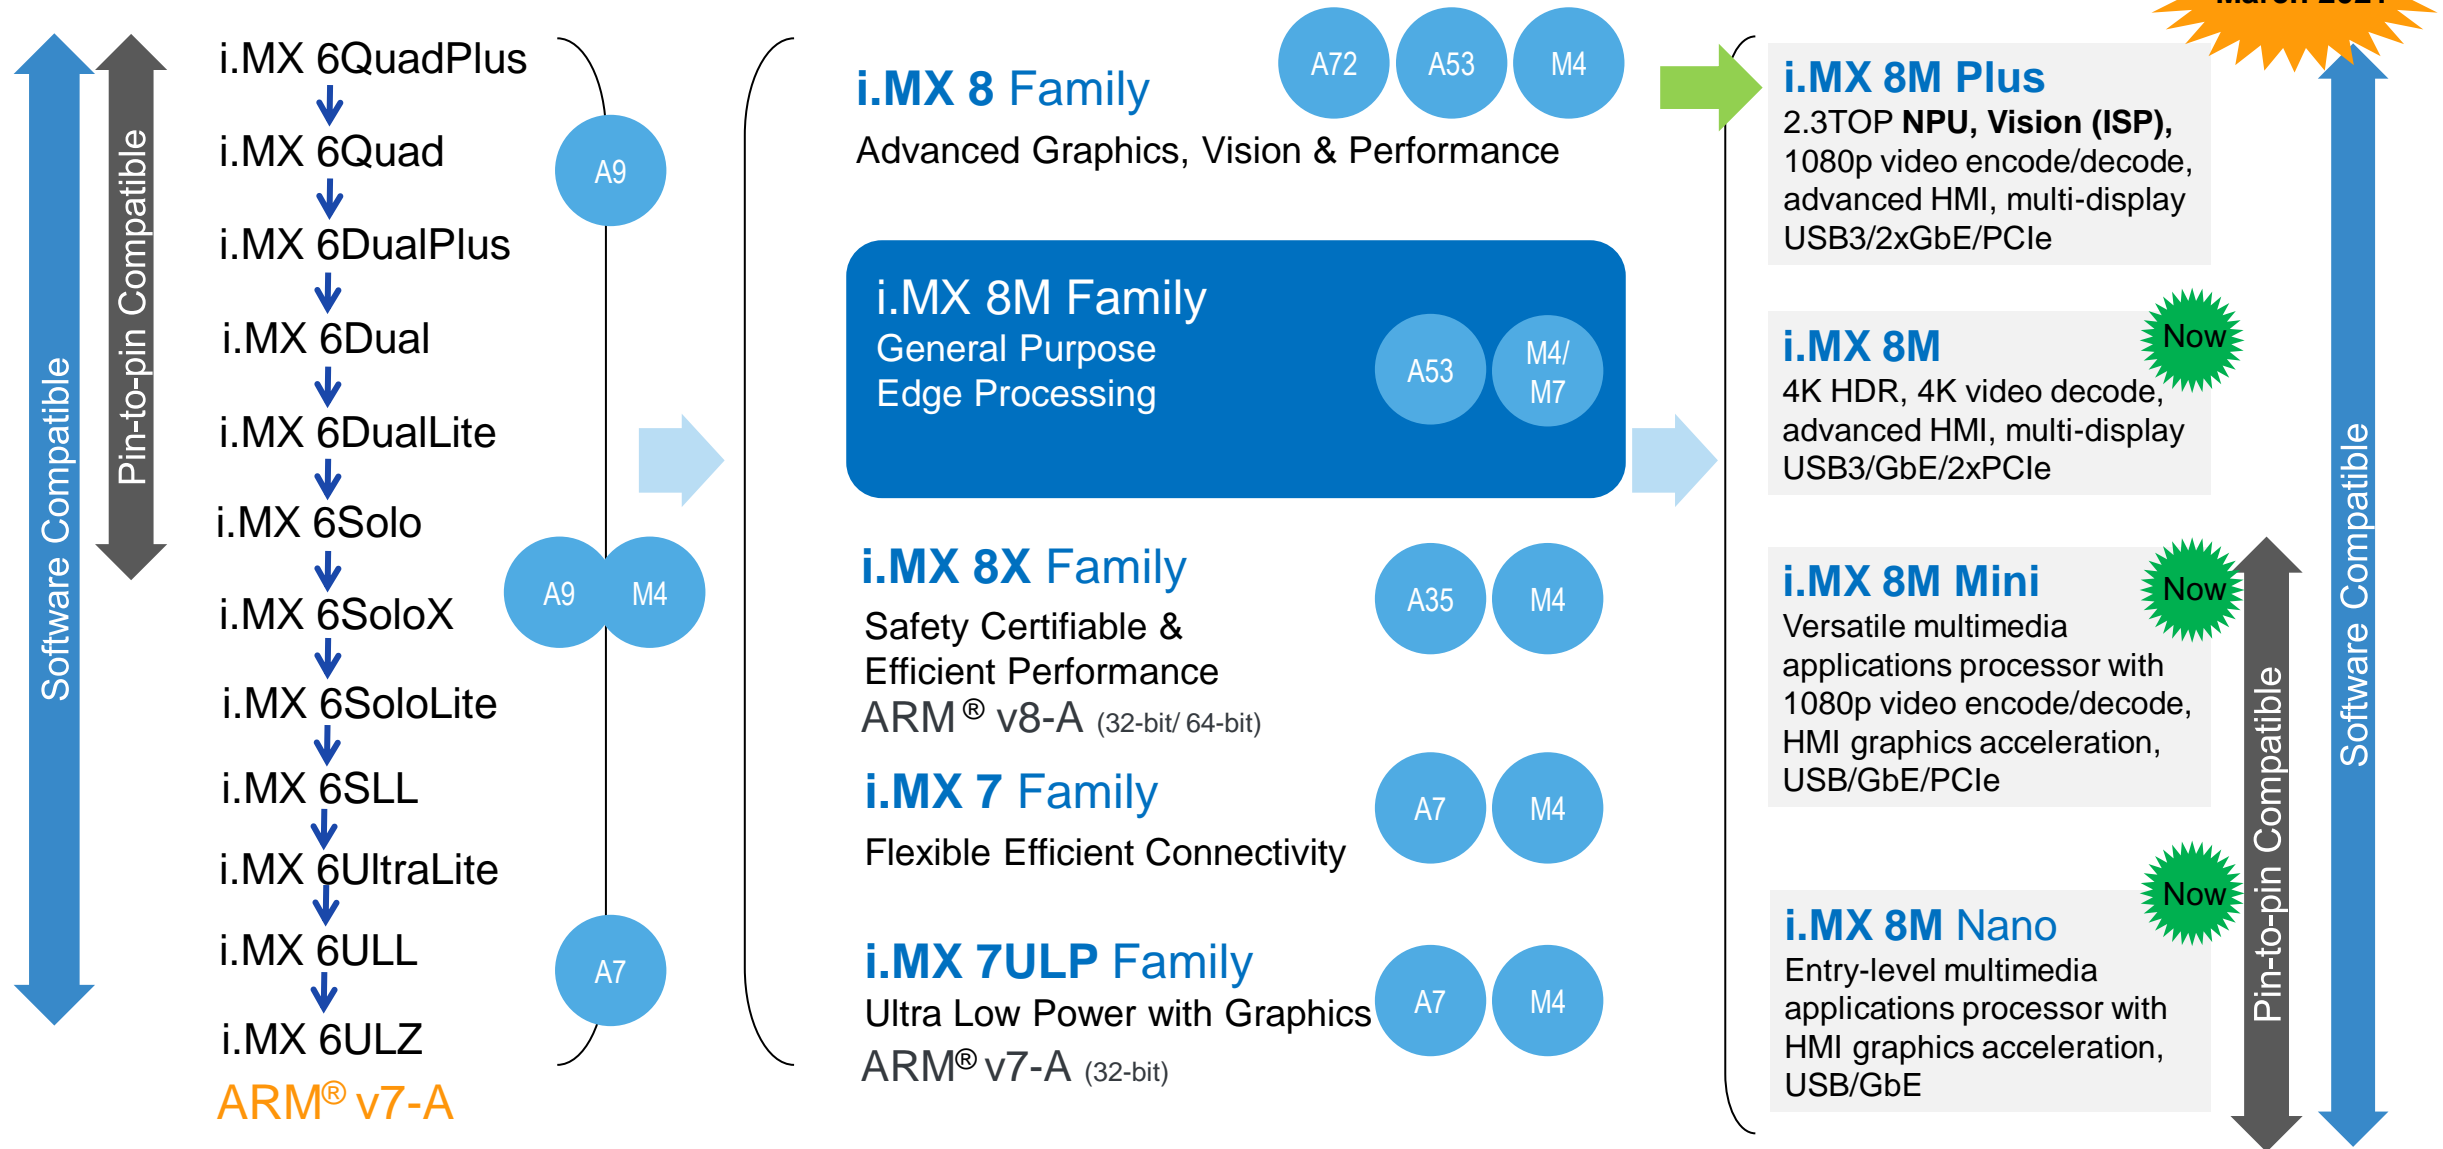 Software Compatible
Pin-to-pin Compatible
i.MX 6QuadPlus
i.MX 6Quad
i.MX 6DualPlus
i.MX 6Dual
i.MX 6DualLite
i.MX 6Solo
i.MX 6SoloX
i.MX 6SoloLite
i.MX 6SLL
i.MX 6UltraLite
i.MX 6ULL
i.MX 6ULZ
ARM® v7-A
A9
A9
M4
A7
i.MX 8 Family
A72
A53
M4
Advanced Graphics, Vision & Performance
i.MX 8M Family
General Purpose
Edge Processing
A53
M4/
M7
i.MX 8X Family
Safety Certifiable &
Efficient Performance
ARM® v8-A (32-bit/ 64-bit)
A35
M4
i.MX 7 Family
Flexible Efficient Connectivity
A7
M4
i.MX 7ULP Family
Ultra Low Power with Graphics
ARM® v7-A (32-bit)
A7
M4
March 2021
i.MX 8M Plus
2.3TOP NPU, Vision (ISP),
1080p video encode/decode,
advanced HMI, multi-display
USB3/2xGbE/PCIe
Now
i.MX 8M
4K HDR, 4K video decode,
advanced HMI, multi-display
USB3/GbE/2xPCIe
Now
i.MX 8M Mini
Versatile multimedia
applications processor with
1080p video encode/decode,
HMI graphics acceleration,
USB/GbE/PCIe
Now
i.MX 8M Nano
Entry-level multimedia
applications processor with
HMI graphics acceleration,
USB/GbE
Pin-to-pin Compatible
Software Compatible